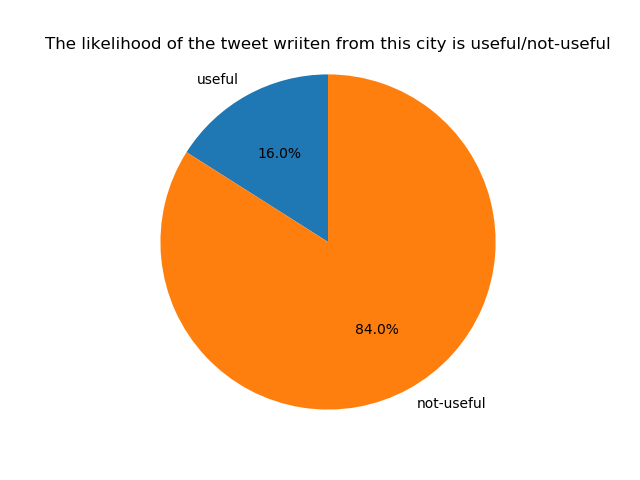 The likelihood of the tweet wriiten from this city is useful/not-useful
useful
16.0%
84.0%
not-useful